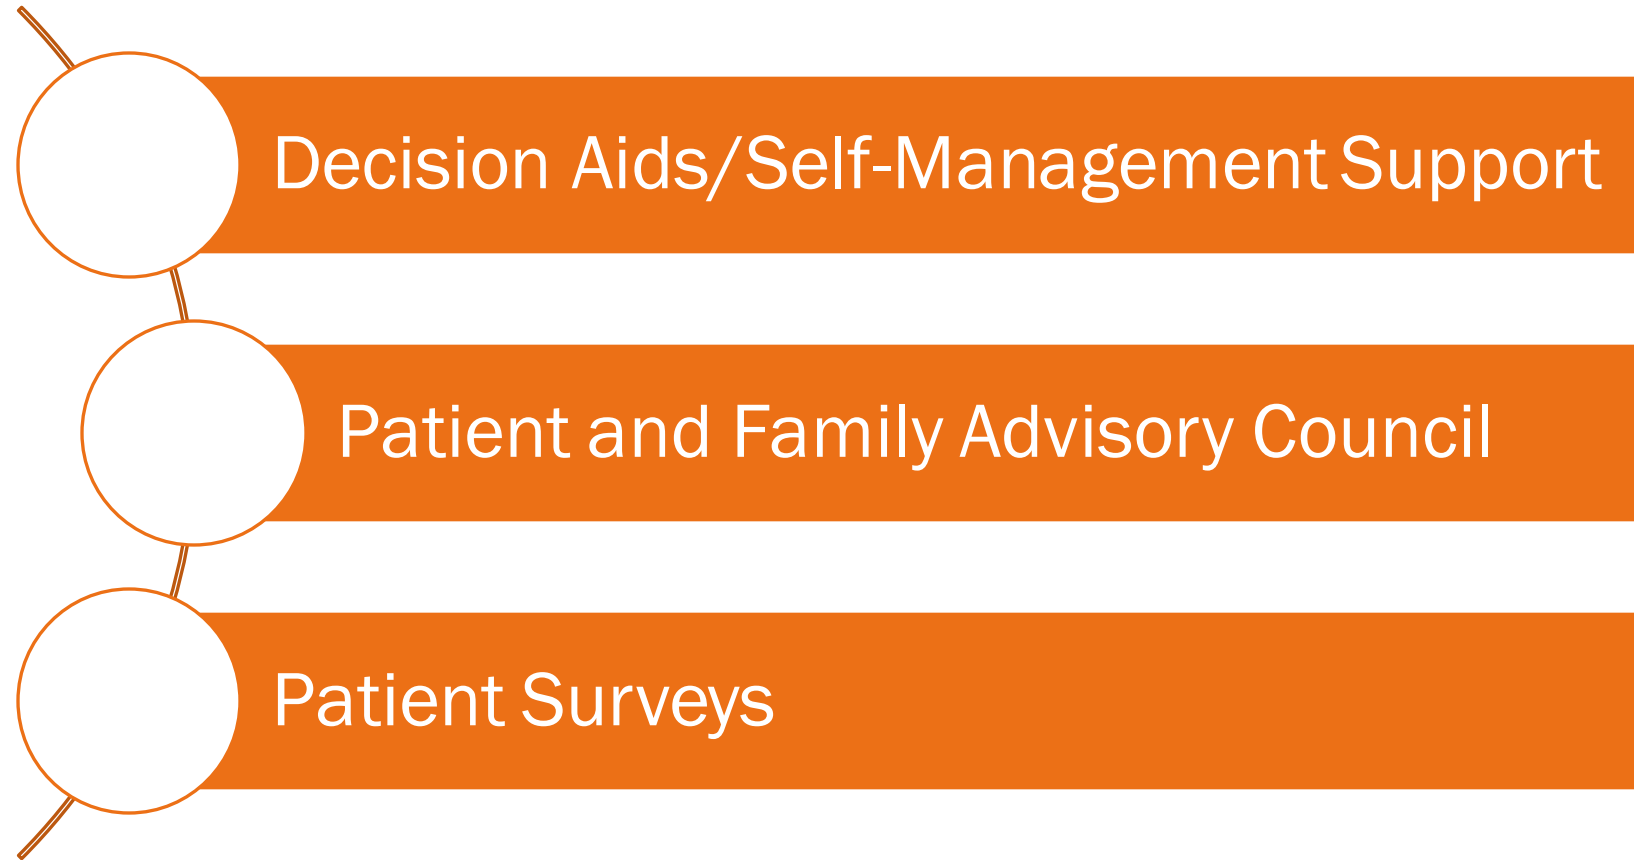 Decision Aids/Self-Management Support
Patient and Family Advisory Council
Patient Surveys